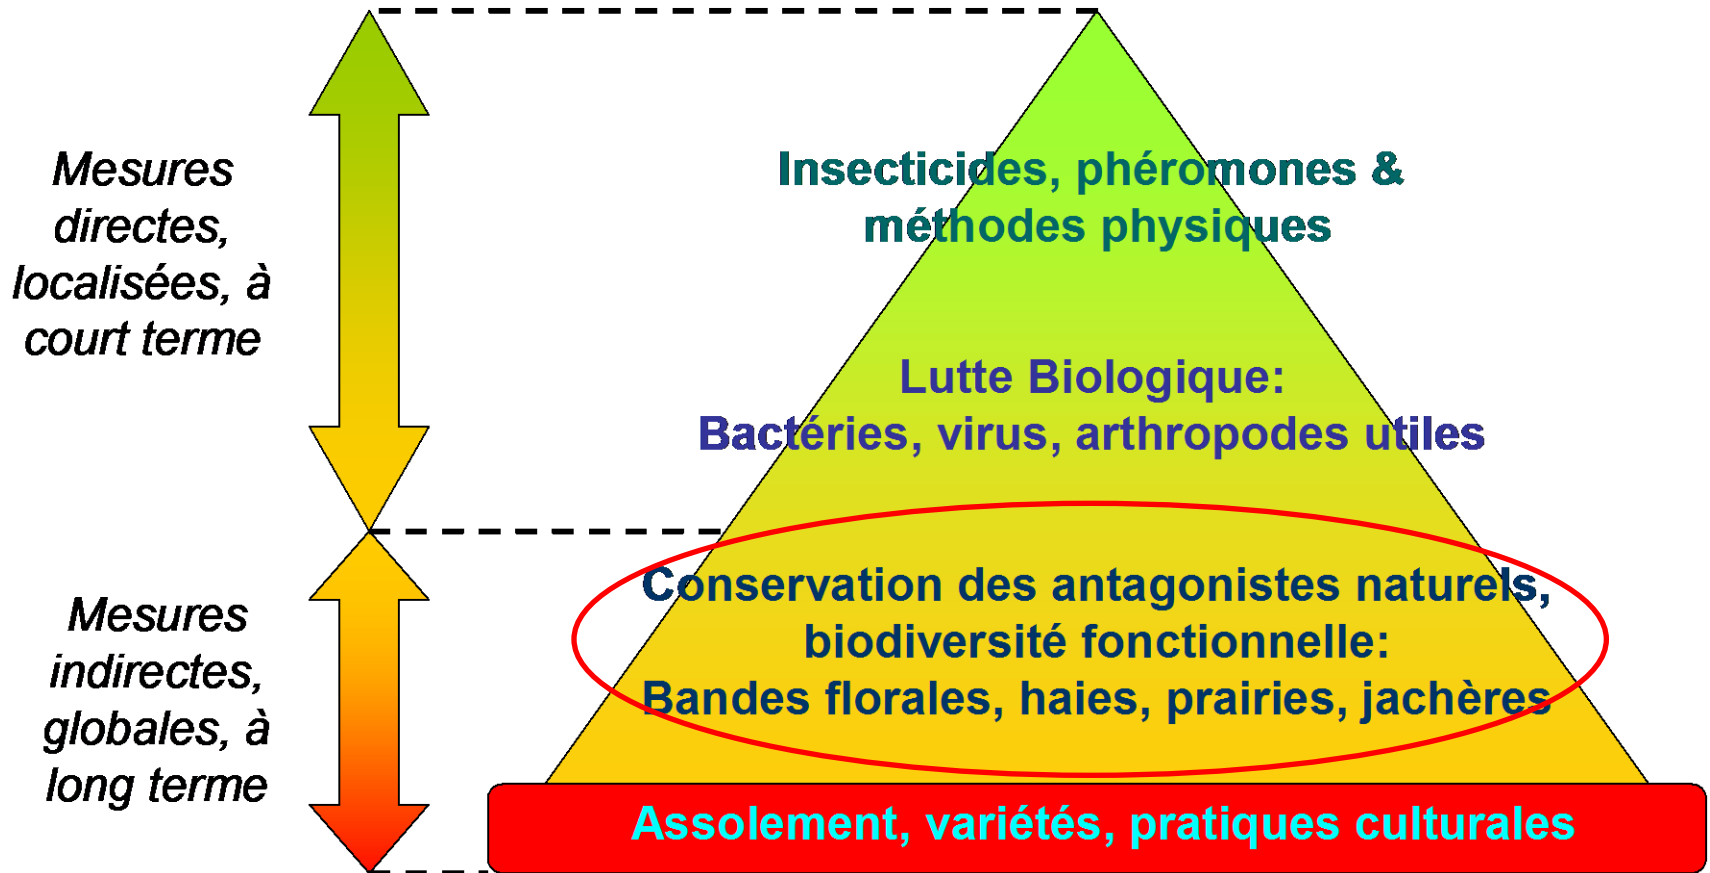 Mesures
directes,
localisées, à
court terme
Insecticides, phéromones &
méthodes physiques
Lutte Biologique:
Bactéries, virus, arthropodes utiles
Mesures
indirectes,
globales, à
long terme
Conservation des antagonistes naturels,
biodiversité fonctionnelle:
Bandes florales, haies, prairies, jachères
Assolement, variétés, pratiques culturales